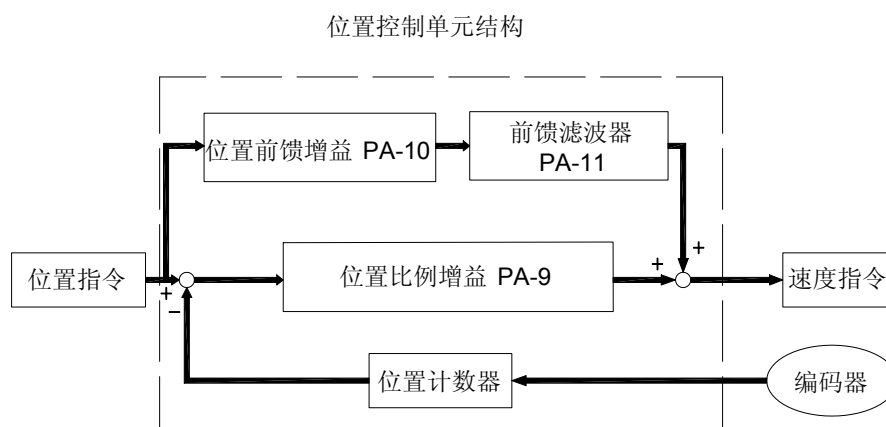 位置控制单元结构
位置前馈增益 PA-10
前馈滤波器
PA-11
位置指令
+
−
位置比例增益 PA-9
+
+
速度指令
位置计数器
编码器